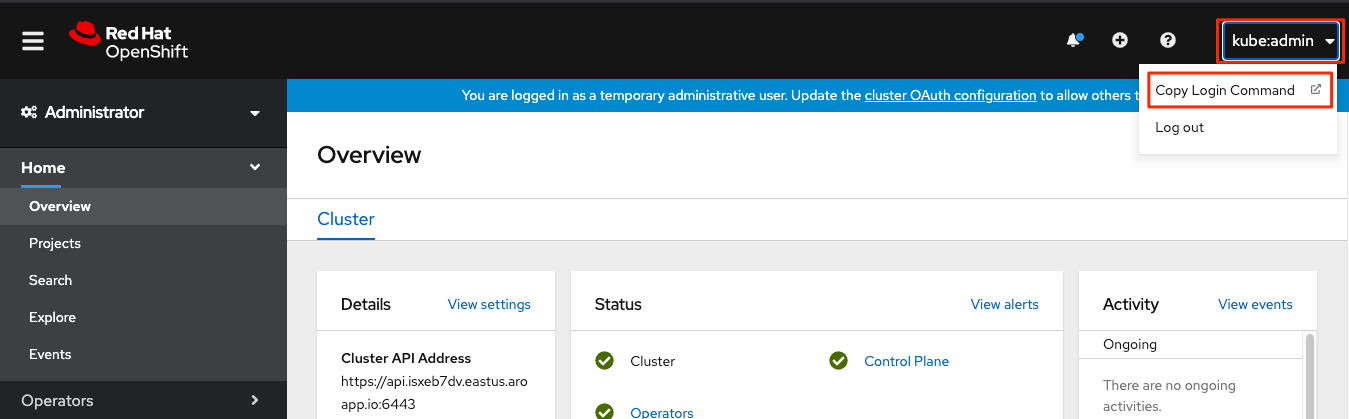 Red Hat
OpenShift
kube:admin
Copy Login Command
Log out
Administrator
You are logged in as a temporary administrative user. Update the cluster OAuth configuration to allow others t
Home
Overview
Projects
Search
Explore
Events
Operators
Overview
Cluster
Details
View settings
Cluster API Address
https://api.isxeb7dv.eastus.aro
app.io:6443
Status
View alerts
Cluster
Control Plane
Operators
Activity
View events
Ongoing
There are no ongoing
activities.